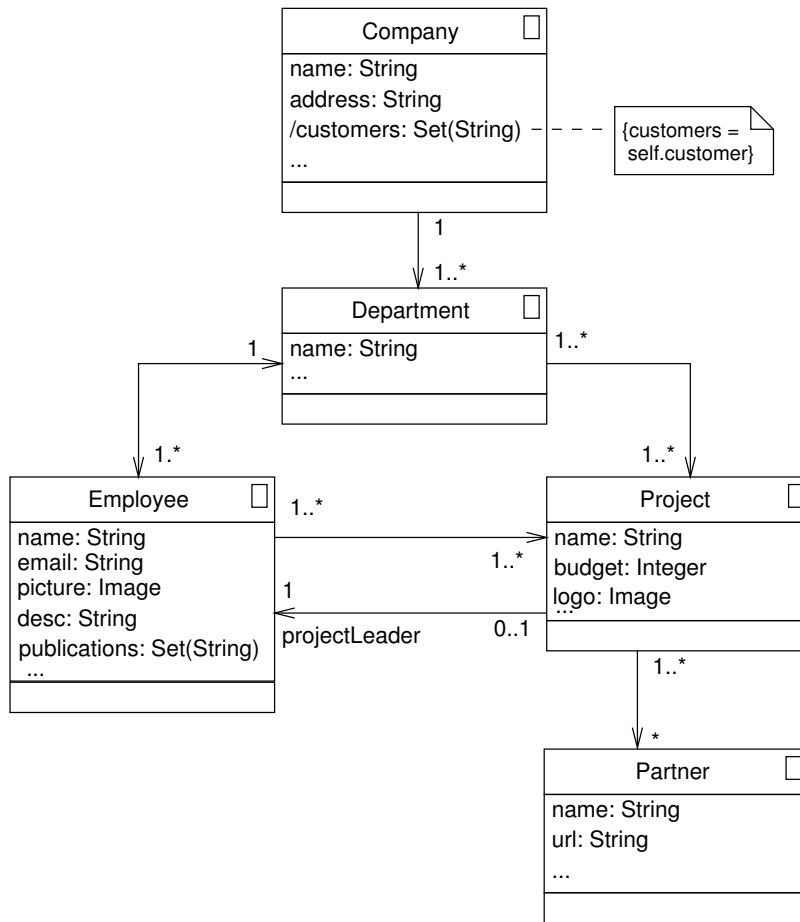 Company
name: String
address: String
/customers: Set(String)
...
{customers =
self.customer}
1
1..*
Department
name: String
...
1
1..*
1.*
1..*
Employee
name: String
email: String
picture: Image
desc: String
publications: Set(String)
...
1..*
1..*
1
projectLeader
0..1
Project
name: String
budget: Integer
logo: Image
...
1..*
*
Partner
name: String
url: String
...